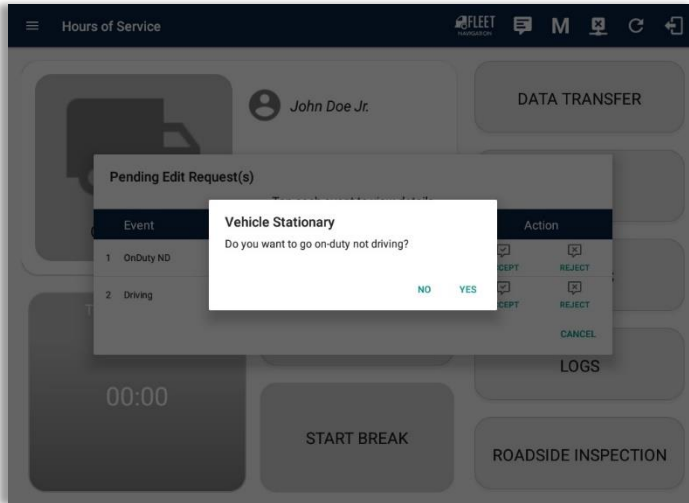 Hours of Service
FLEET
NAVIGATION
M
John Doe Jr.
DATA TRANSFER
Pending Edit Request(s)
Event
Action
Vehicle Stationary
Do you want to go on-duty not driving?
NO
YES
1 OnDuty ND
REJECT
2 Driving
REJECT
CANCEL
LOGS
00:00
START BREAK
ROADSIDE INSPECTION